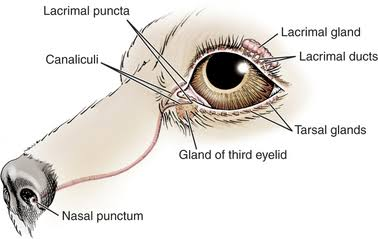 Lacrimal puncta
Lacrimal gland
Canaliculi
Lacrimal ducts
Tarsal glands
Gland of third eyelid
Nasal punctum